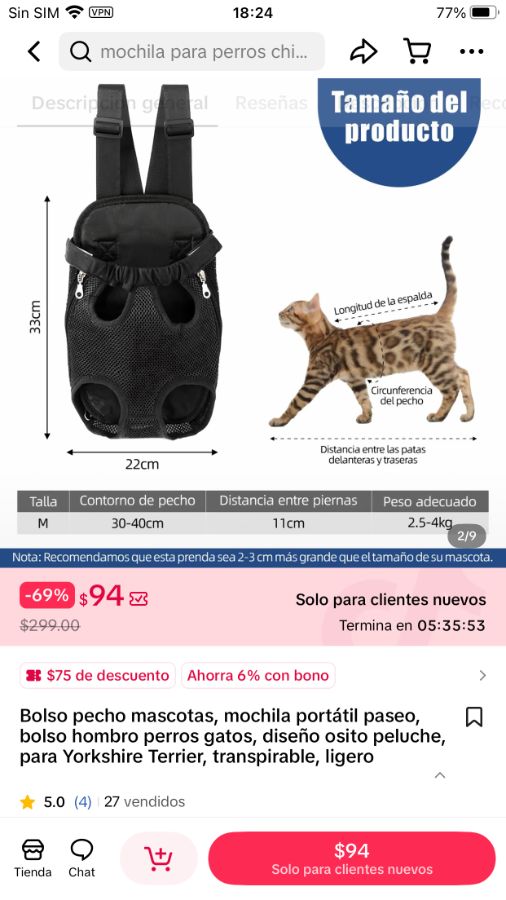 Sin SIM VPN 18:24 77%
mochila para perros chi...
Descripción general Reseñas
Tamaño del
producto
33cm
22cm
Longitud de la espalda
Circunferencia
del pecho
Distancia entre las patas
delanteras y traseras
Talla Contorno de pecho Distancia entre piernas Peso adecuado
M 30-40cm 11cm 2.5-4kg
2/9
Nota: Recomendamos que esta prenda sea 2-3 cm más grande que el tamaño de su mascota.
-69% $94 Solo para clientes nuevos
$299.00 Termina en 05:35:53
$75 de descuento Ahorra 6% con bono
Bolso pecho mascotas, mochila portátil paseo,
bolso hombro perros gatos, diseño osito peluche,
para Yorkshire Terrier, transpirable, ligero
5.0 (4) 27 vendidos
Tienda Chat
$94
Solo para clientes nuevos